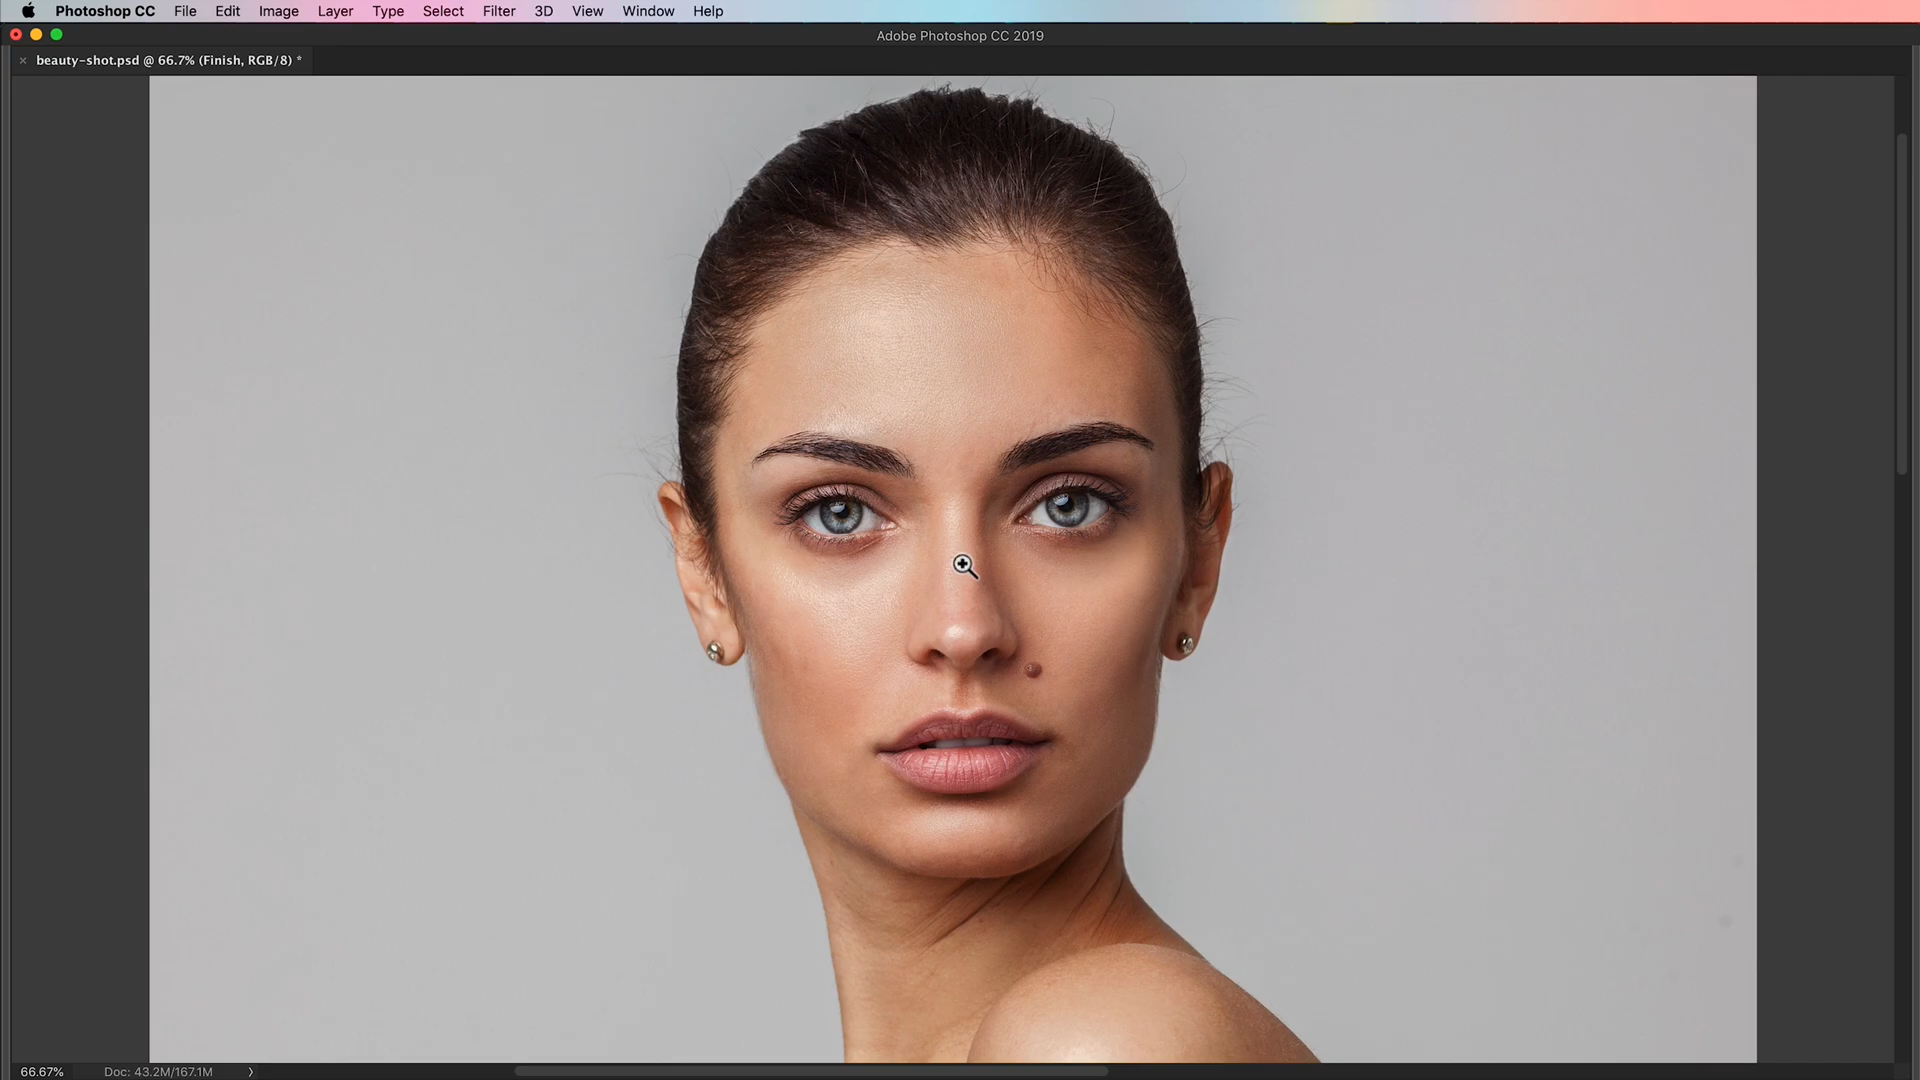 Photoshop CC File Edit Image Layer Type Select Filter 3D View Window Help
Adobe Photoshop CC 2019
× beauty-shot.psd @ 66.7% (Finish, RGB/8) *
66.67% Doc: 43.2M/167.1M